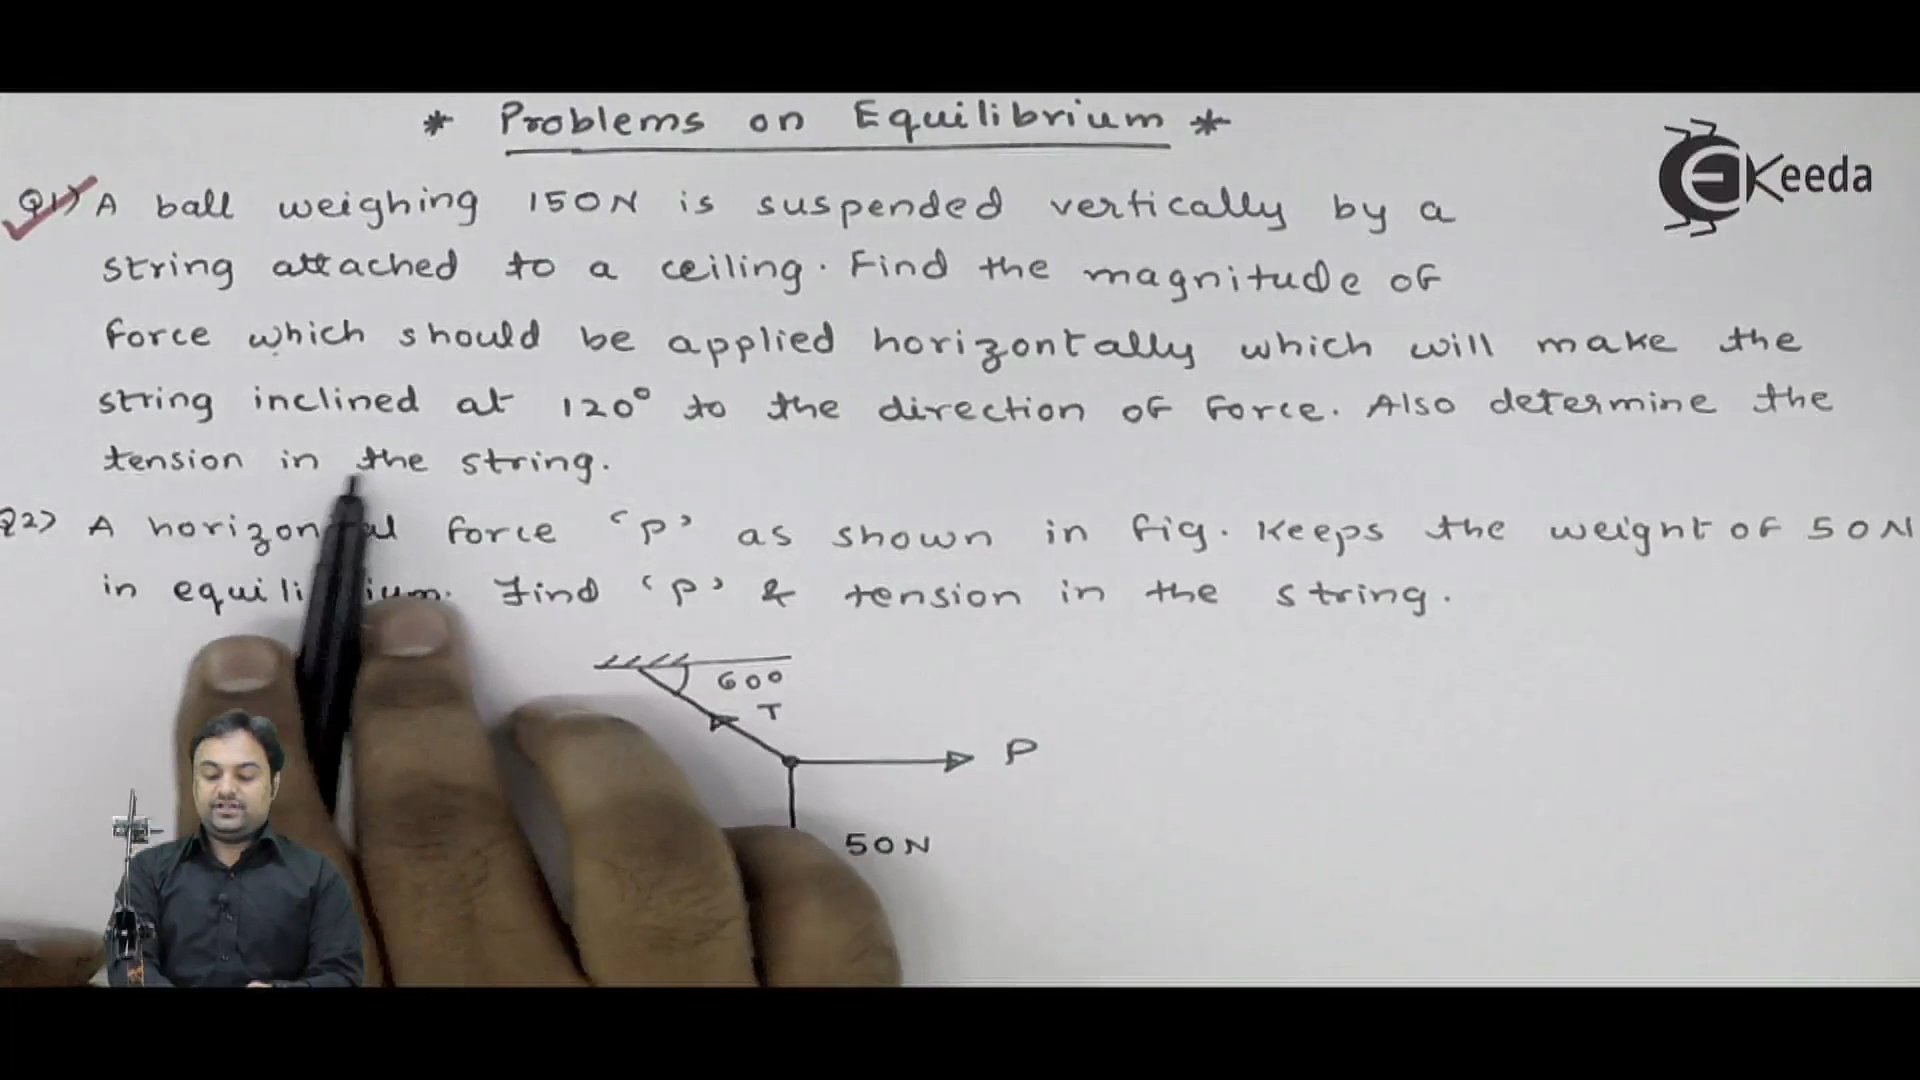 * Problems on Equilibrium *
Q1) A ball weighing 150N is suspended vertically by a
string attached to a ceiling. Find the magnitude of
force which should be applied horizontally which will make the
string inclined at 120° to the direction of force. Also determine the
tension in the string.
Q2) A horizontal force 'P' as shown in fig. keeps the weight of 50N
in equilibrium. Find 'P' & tension in the string.
60°
T
P
50N
EKeeda